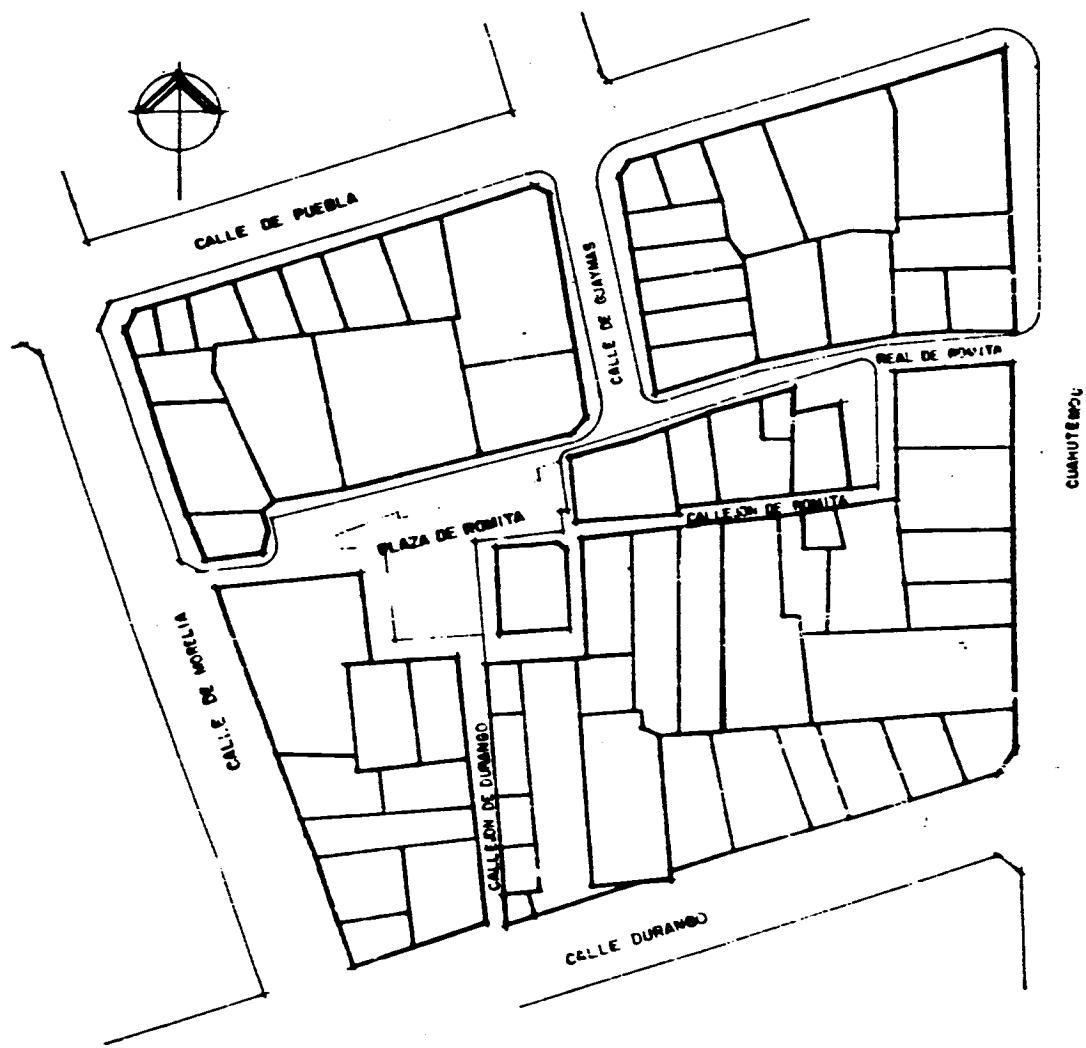 CALLE DE PUEBLA
CALLE DE GUAYMAS
REAL DE ROMITA
CUAHUTEMOC
CALLEJON DE ROMITA
PLAZA DE ROMITA
CALLE DE MORELIA
CALLEJON DE DURANGO
CALLE DURANGO